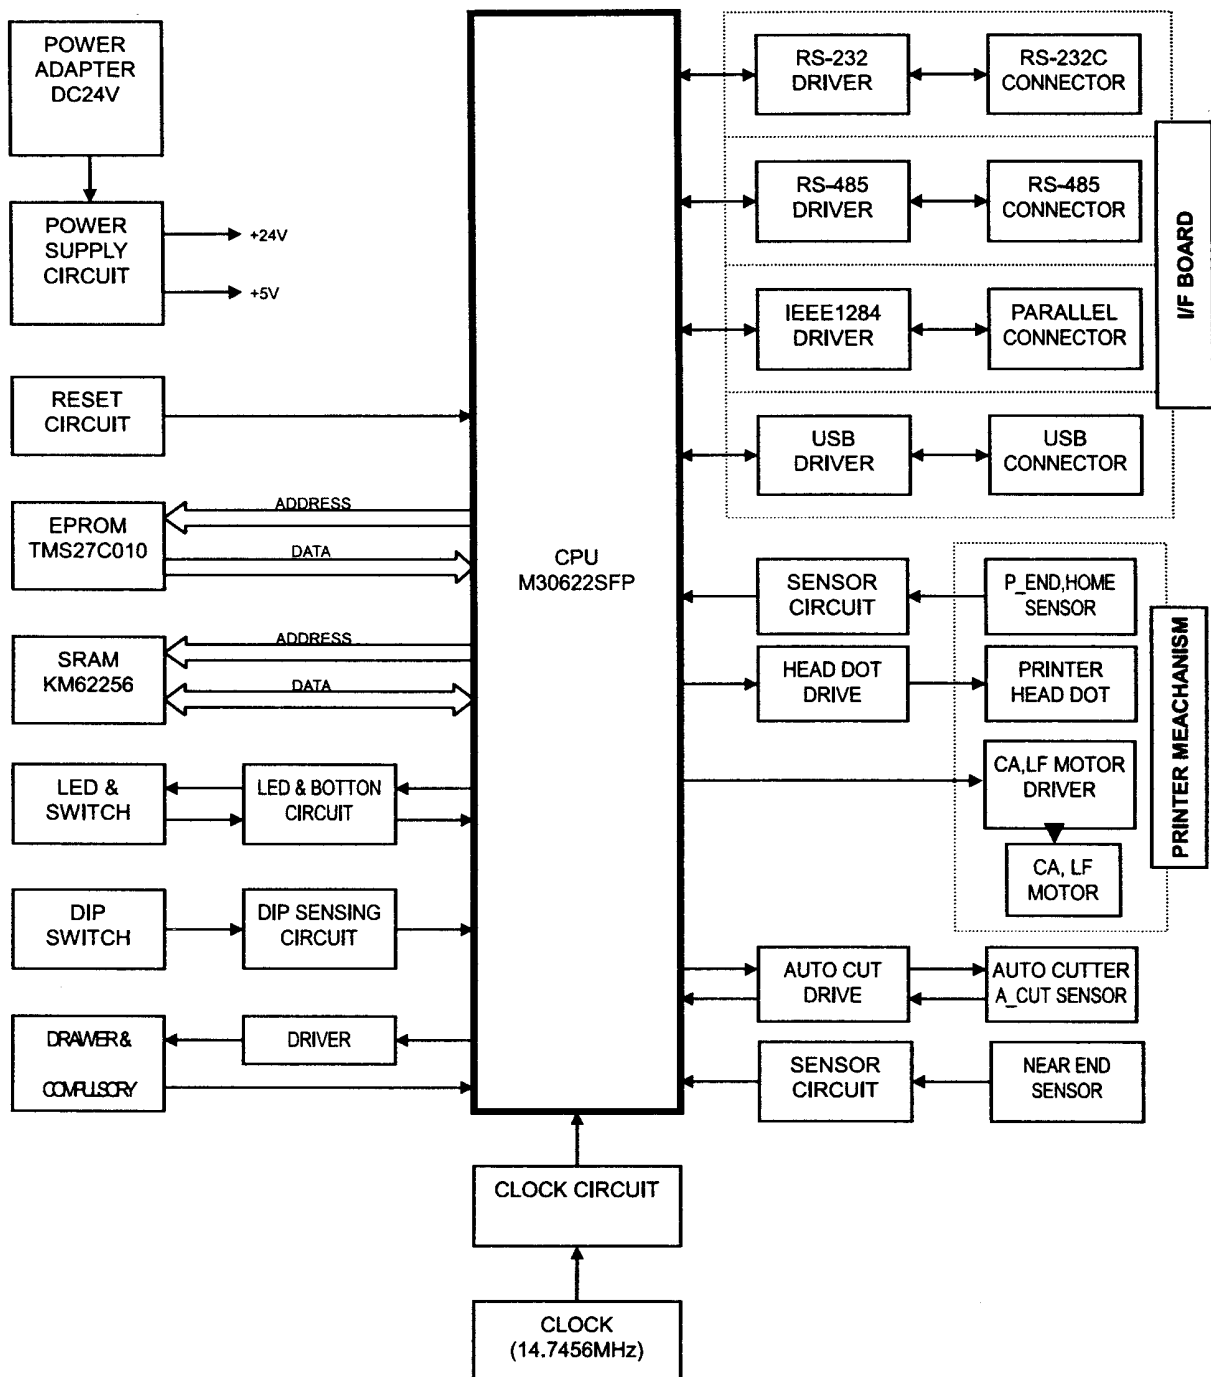 POWER
ADAPTER
DC24V
POWER
SUPPLY
CIRCUIT
+24V
+5V
RESET
CIRCUIT
EPROM
TMS27C010
ADDRESS
DATA
SRAM
KM62256
ADDRESS
DATA
LED &
SWITCH
LED & BOTTON
CIRCUIT
DIP
SWITCH
DIP SENSING
CIRCUIT
DRAWER &
COMPULSORY
DRIVER
CPU
M30622SFP
CLOCK CIRCUIT
CLOCK
(14.7456MHz)
RS-232
DRIVER
RS-232C
CONNECTOR
RS-485
DRIVER
RS-485
CONNECTOR
IEEE1284
DRIVER
PARALLEL
CONNECTOR
USB
DRIVER
USB
CONNECTOR
I/F BOARD
SENSOR
CIRCUIT
P_END,HOME
SENSOR
HEAD DOT
DRIVE
PRINTER
HEAD DOT
CA,LF MOTOR
DRIVER
CA, LF
MOTOR
PRINTER MEACHANISM
AUTO CUT
DRIVE
AUTO CUTTER
A_CUT SENSOR
SENSOR
CIRCUIT
NEAR END
SENSOR